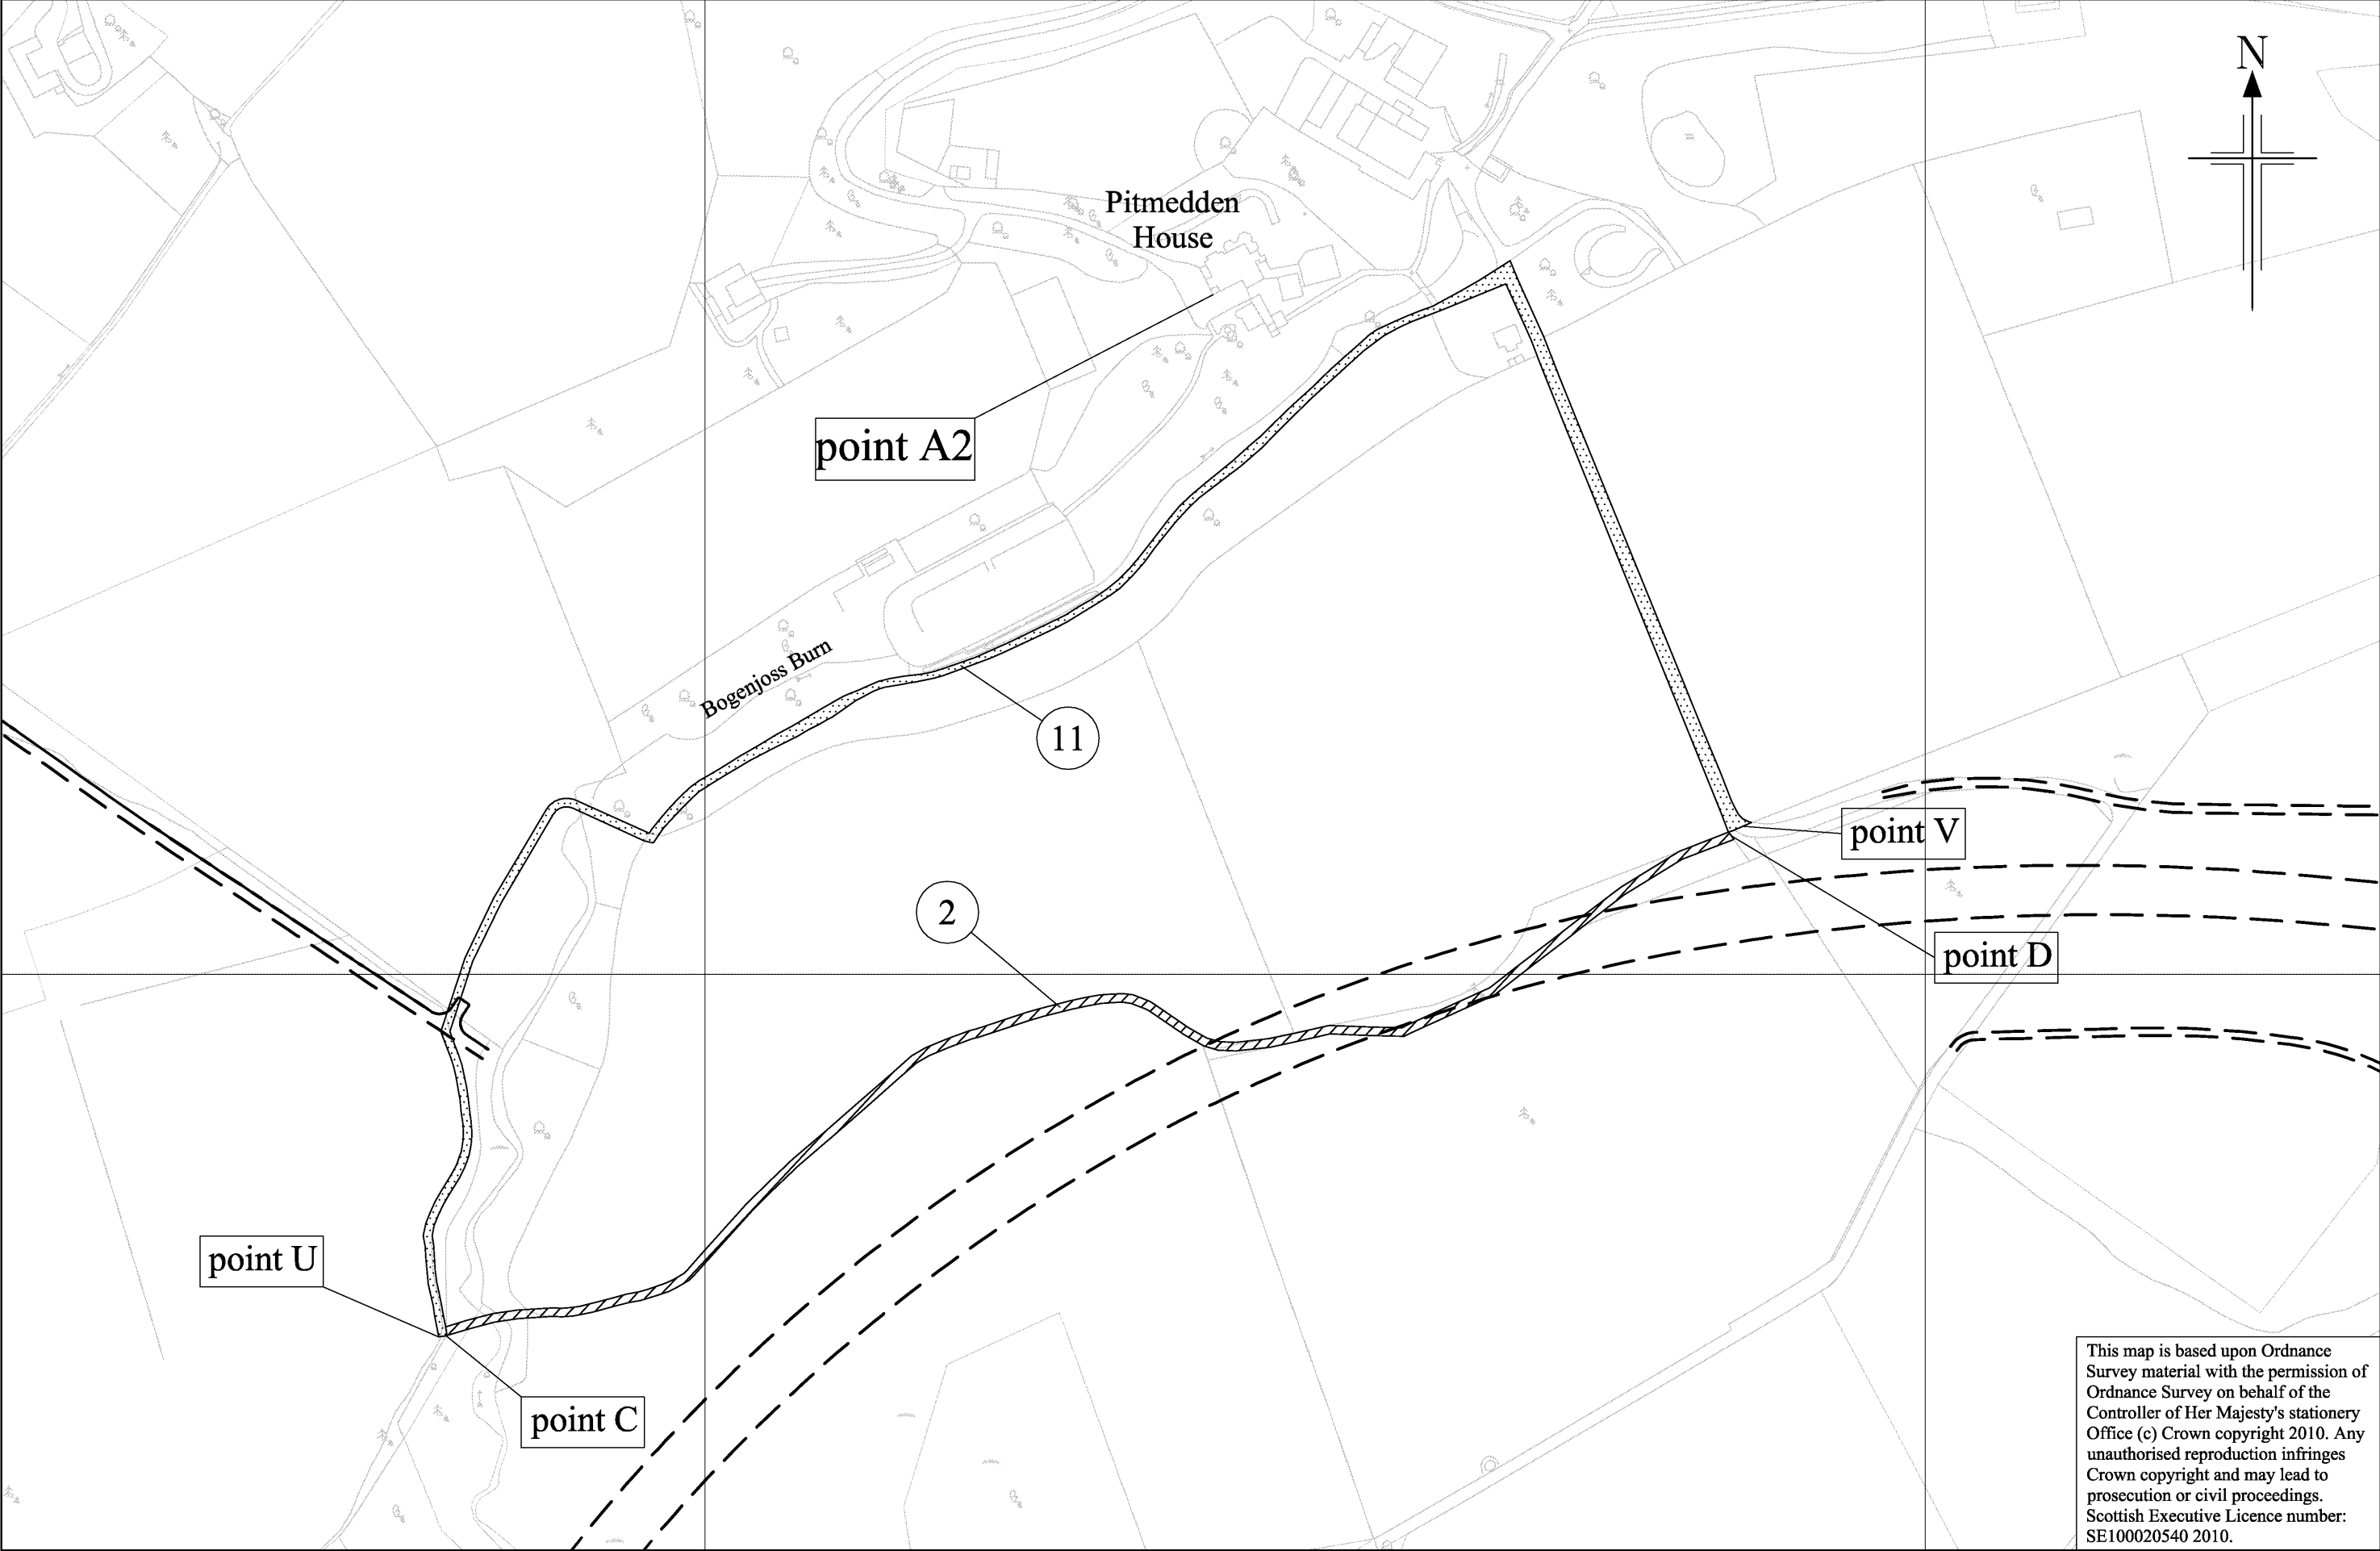 N
Pitmedden
House
point A2
Bogenjoss Burn
11
point V
2
point D
point U
point C
This map is based upon Ordnance
Survey material with the permission of
Ordnance Survey on behalf of the
Controller of Her Majesty's stationery
Office (c) Crown copyright 2010. Any
unauthorised reproduction infringes
Crown copyright and may lead to
prosecution or civil proceedings.
Scottish Executive Licence number:
SE100020540 2010.